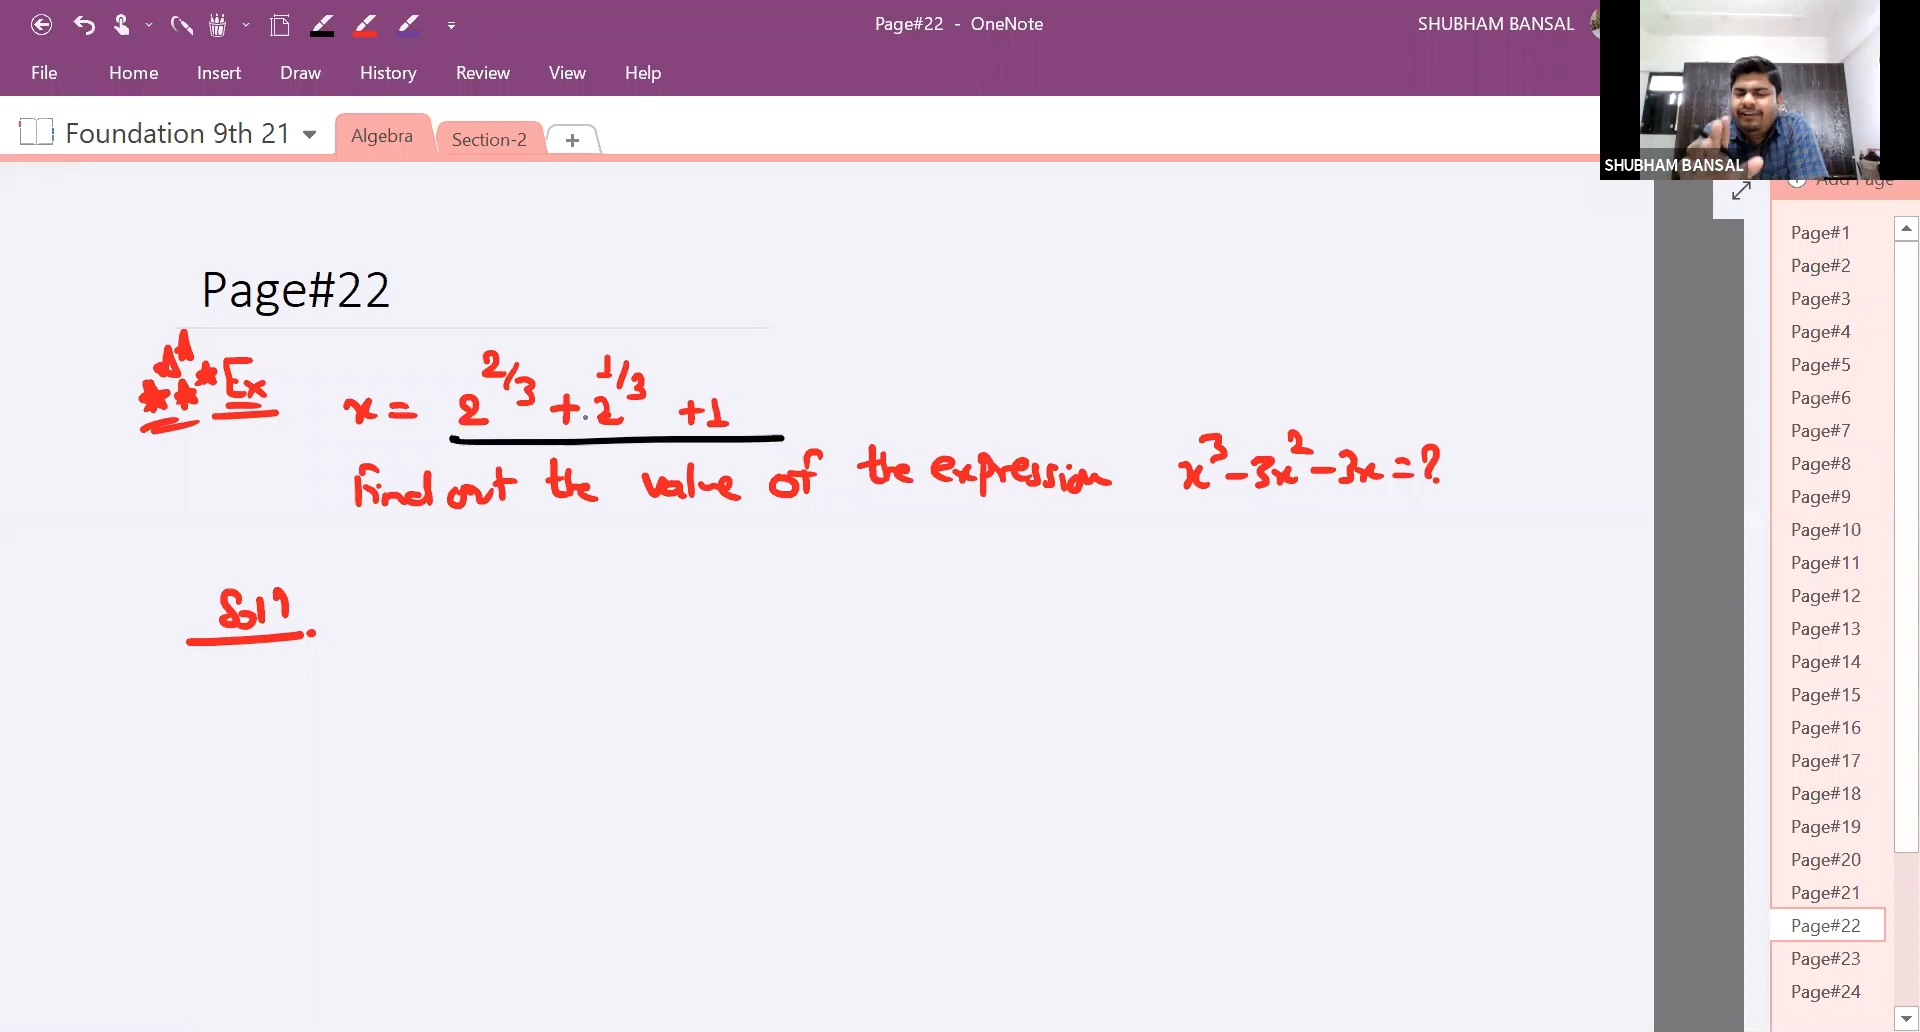 Page#22 - OneNote
SHUBHAM BANSAL
File Home Insert Draw History Review View Help
SHUBHAM BANSAL
Foundation 9th 21
Algebra
Section-2
+
Page#22
Ex x = 2^{2/3} + 2^{1/3} + 1
Find out the value of the expression x^3 - 3x^2 - 3x = ?
Sol^n
Add Page
Page#1
Page#2
Page#3
Page#4
Page#5
Page#6
Page#7
Page#8
Page#9
Page#10
Page#11
Page#12
Page#13
Page#14
Page#15
Page#16
Page#17
Page#18
Page#19
Page#20
Page#21
Page#22
Page#23
Page#24